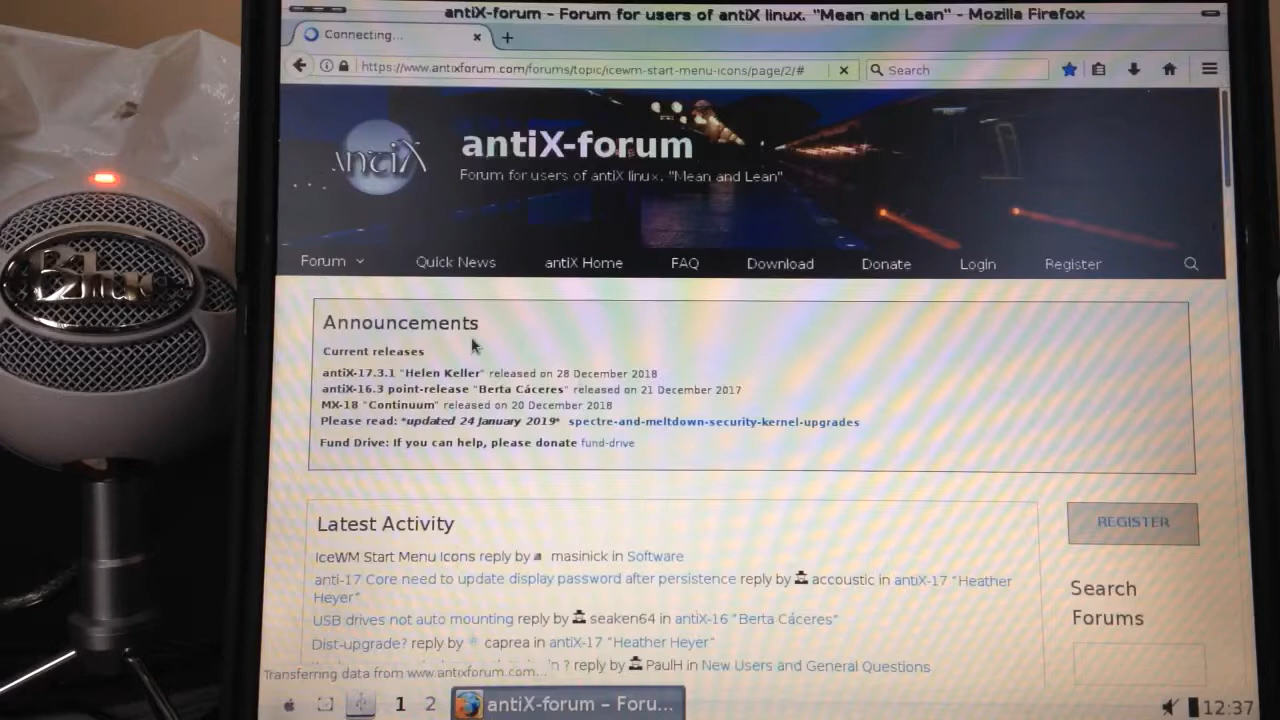 antiX-forum – Forum for users of antiX linux. "Mean and Lean" - Mozilla Firefox
Connecting...
https://www.antixforum.com/forums/topic/icewm-start-menu-icons/page/2/#
Search
antiX
antiX-forum
Forum for users of antiX linux. "Mean and Lean"
Blue
Forum
Quick News
antiX Home
FAQ
Download
Donate
Login
Register
Announcements
Current releases
antiX-17.3.1 "Helen Keller" released on 28 December 2018
antiX-16.3 point-release "Berta Cáceres" released on 21 December 2017
MX-18 "Continuum" released on 20 December 2018
Please read: *updated 24 January 2019* spectre-and-meltdown-security-kernel-upgrades
Fund Drive: If you can help, please donate fund-drive
Latest Activity
REGISTER
IceWM Start Menu Icons reply by masinick in Software
anti-17 Core need to update display password after persistence reply by accoustic in antiX-17 "Heather
Heyer"
USB drives not auto mounting reply by seaken64 in antiX-16 "Berta Cáceres"
Dist-upgrade? reply by caprea in antiX-17 "Heather Heyer"
? reply by PaulH in New Users and General Questions
Search
Forums
Transferring data from www.antixforum.com...
1
2
antiX-forum – Foru...
12:37